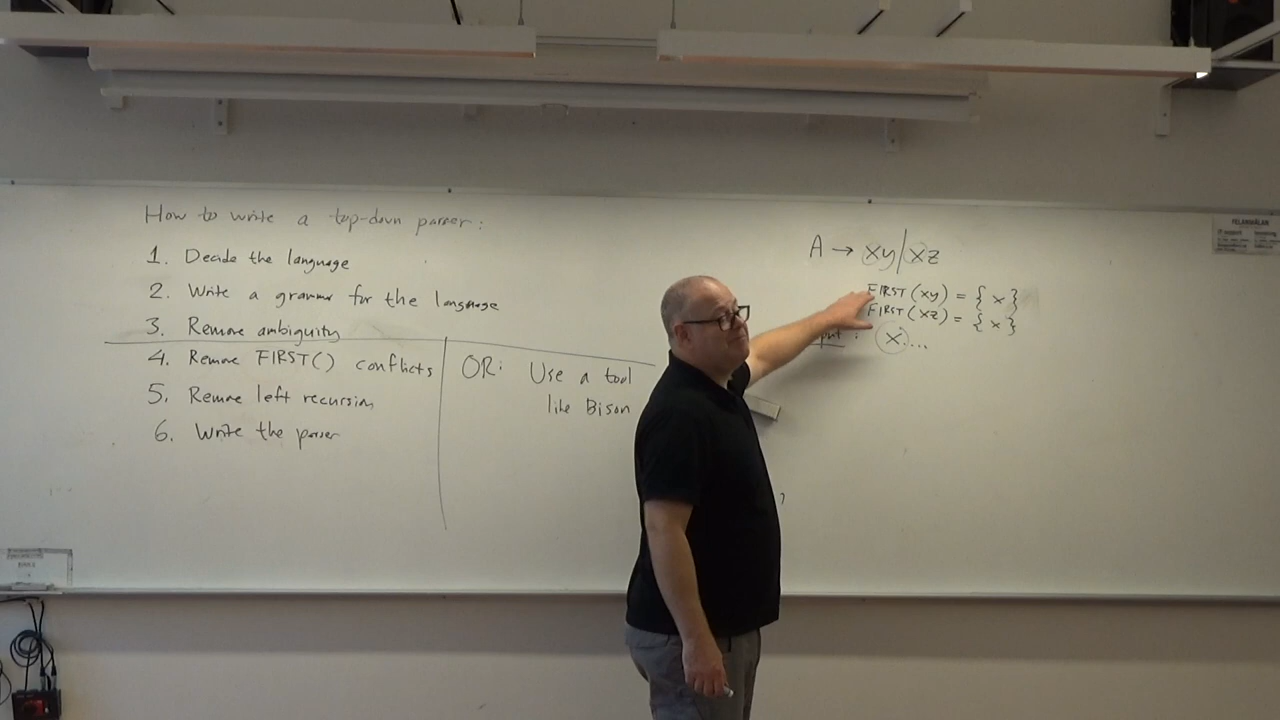 How to write a top-down parser:
1. Decide the language
2. Write a grammar for the language
3. Remove ambiguity
4. Remove FIRST() conflicts
5. Remove left recursion
6. Write the parser
OR: Use a tool
like Bison
A → xy|xz
FIRST(xy) = { x }
FIRST(xz) = { x }
x....
FELANMÄLAN